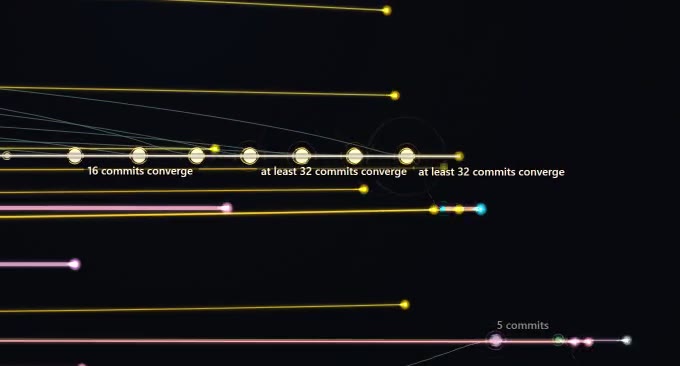 16 commits converge
at least 32 commits converge
at least 32 commits converge
5 commits